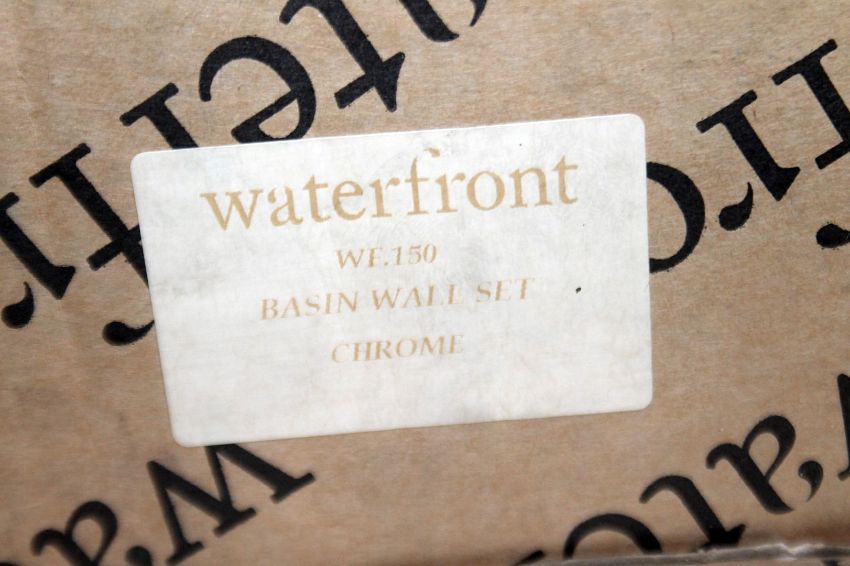 waterfront
WF.150
BASIN WALL SET
CHROME